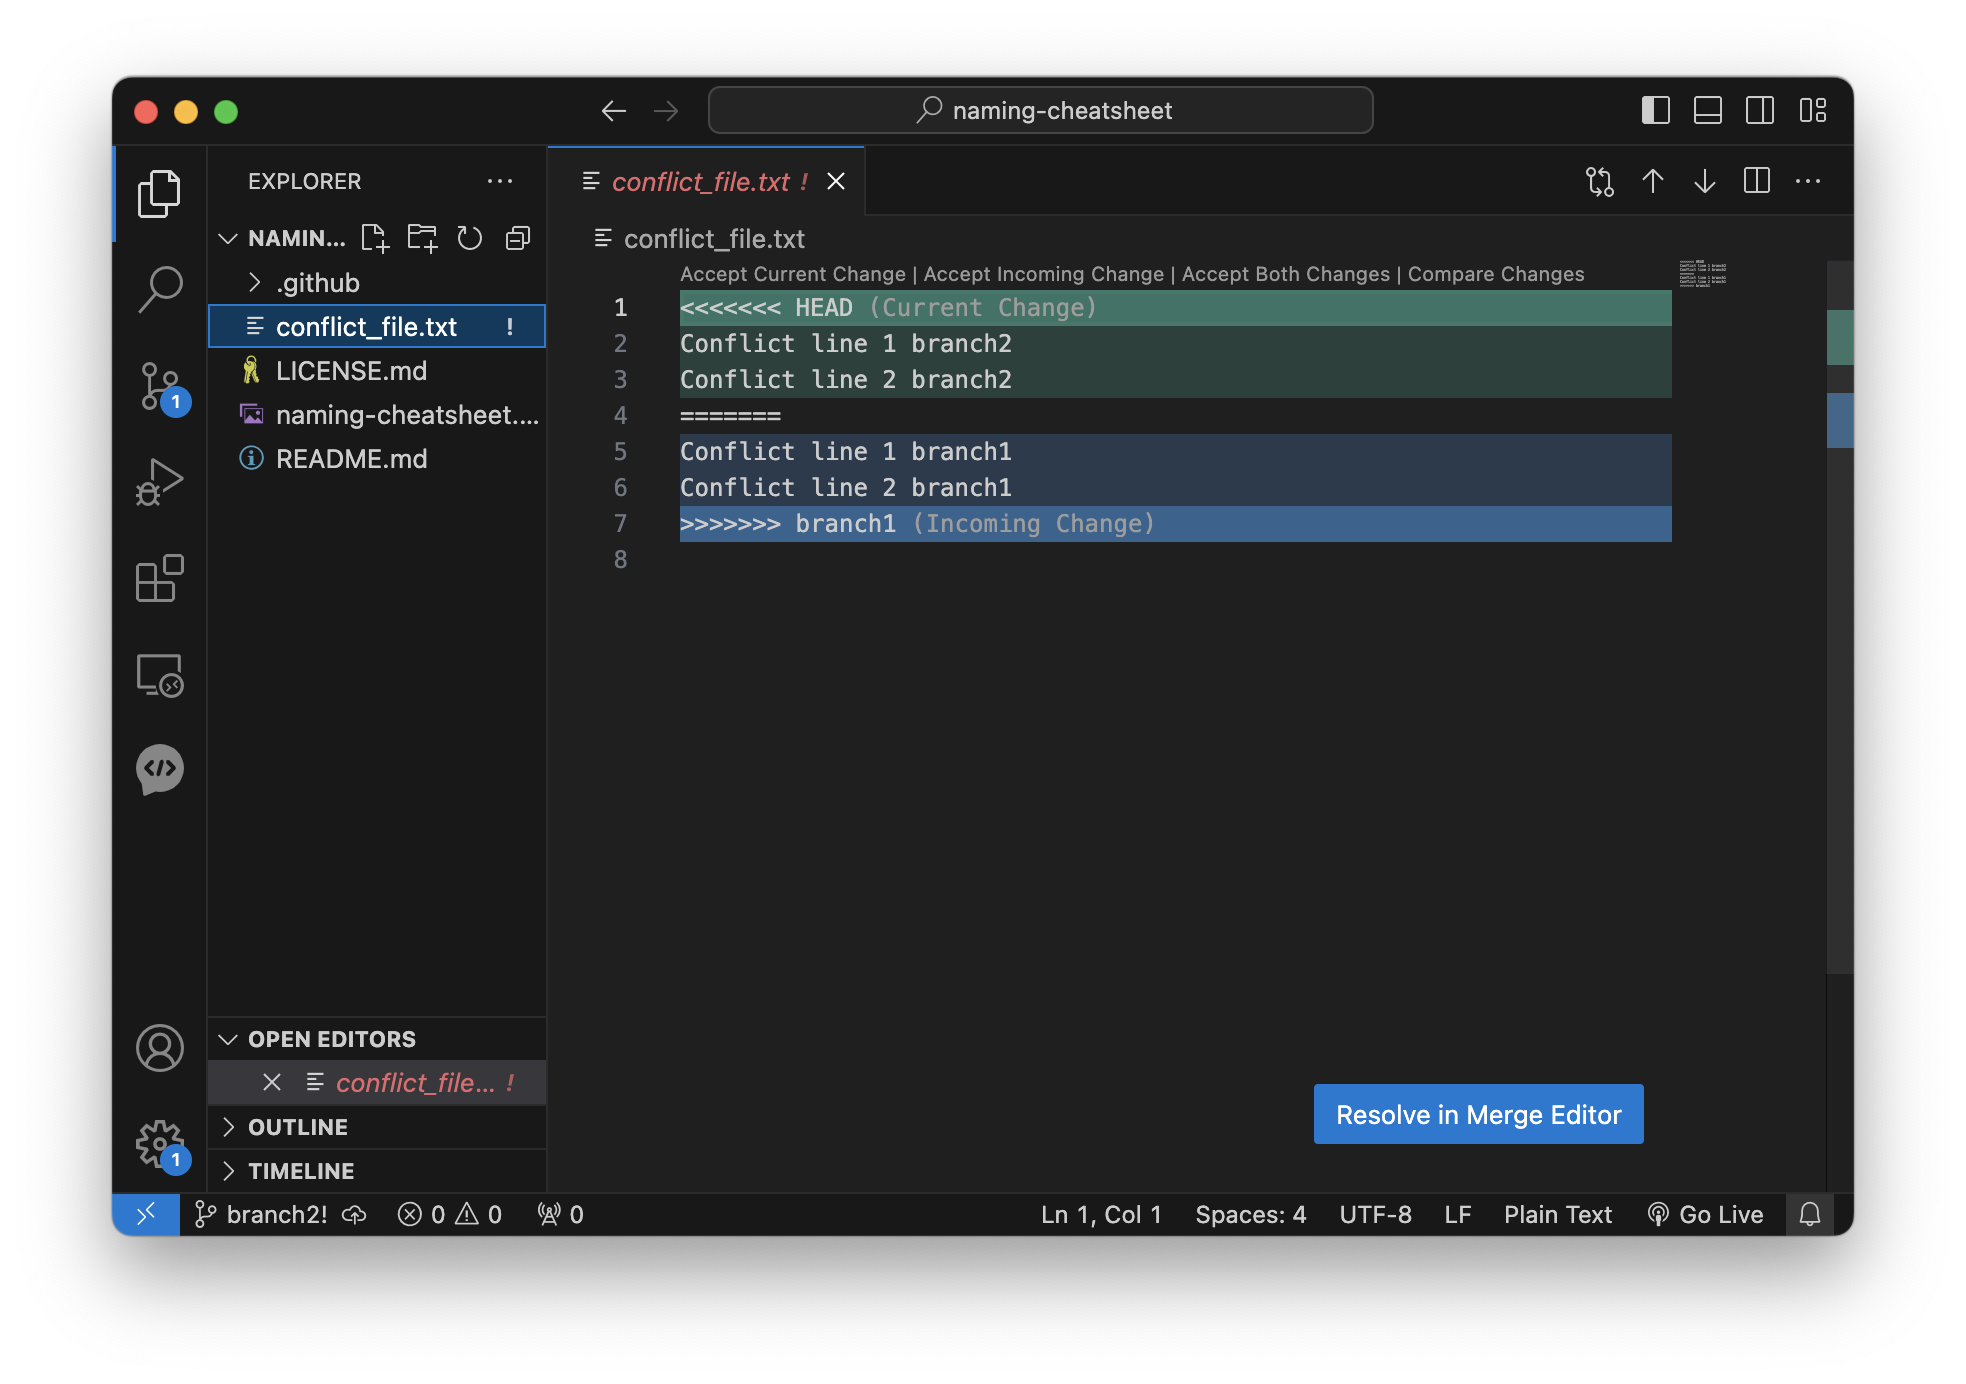 naming-cheatsheet
EXPLORER
conflict_file.txt !
NAMIN...
conflict_file.txt
.github
conflict_file.txt !
LICENSE.md
naming-cheatsheet....
README.md
Accept Current Change | Accept Incoming Change | Accept Both Changes | Compare Changes
1 <<<<<<< HEAD (Current Change)
2 Conflict line 1 branch2
3 Conflict line 2 branch2
4 =======
5 Conflict line 1 branch1
6 Conflict line 2 branch1
7 >>>>>>> branch1 (Incoming Change)
8
1
OPEN EDITORS
conflict_file... !
OUTLINE
TIMELINE
1
Resolve in Merge Editor
branch2! 0 0 0 Ln 1, Col 1 Spaces: 4 UTF-8 LF Plain Text Go Live